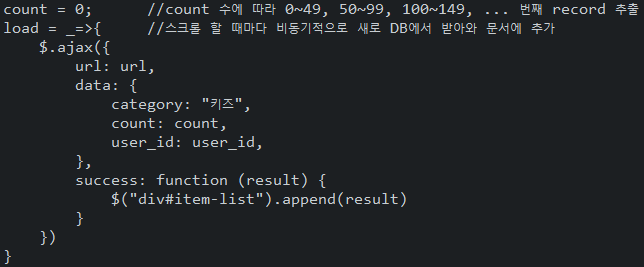 count = 0;      //count 수에 따라 0~49, 50~99, 100~149, ... 번째 record 추출
load = _=>{     //스크롤 할 때마다 비동기적으로 새로 DB에서 받아와 문서에 추가
    $.ajax({
        url: url,
        data: {
            category: "키즈",
            count: count,
            user_id: user_id,
        },
        success: function (result) {
            $("div#item-list").append(result)
        }
    })
}